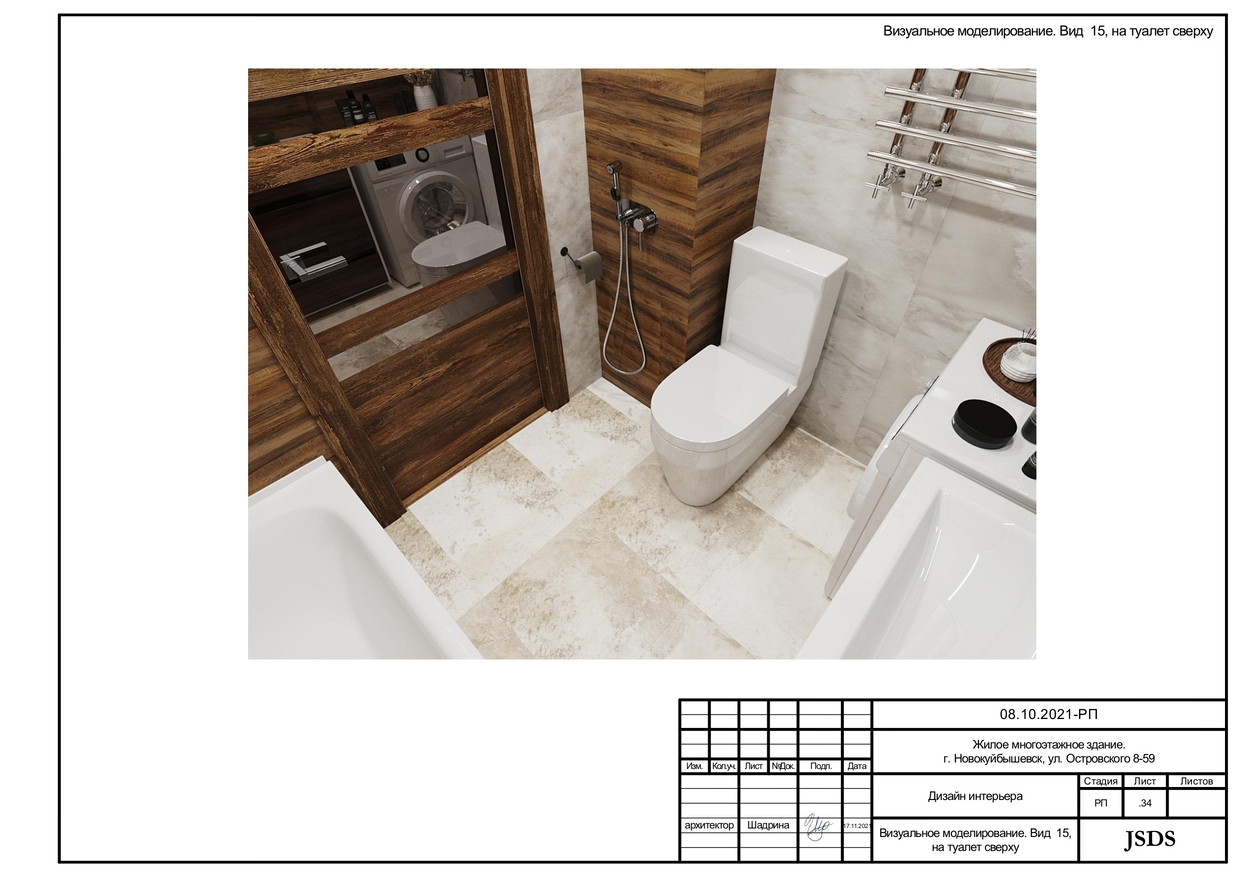 Визуальное моделирование. Вид 15, на туалет сверху
08.10.2021-РП
Жилое многоэтажное здание.
г. Новокуйбышевск, ул. Островского 8-59
Изм. Кол.уч. Лист №Док. Подп. Дата
Дизайн интерьера
Стадия Лист Листов
РП .34
архитектор Шадрина 17.11.2021
Визуальное моделирование. Вид 15,
на туалет сверху
JSDS